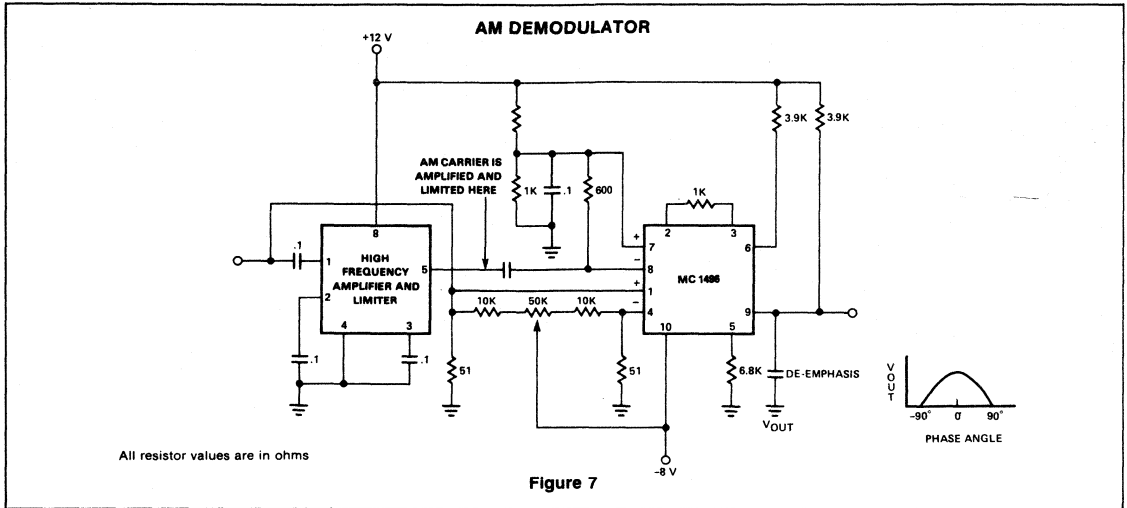 AM DEMODULATOR
+12 V
3.9K
3.9K
AM CARRIER IS
AMPLIFIED AND
LIMITED HERE
1K
.1
600
1K
8
2
3
.1
1
HIGH
FREQUENCY
AMPLIFIER AND
LIMITER
5
+
7
6
−
8
MC 1496
+
1
2
10K
50K
10K
−
4
9
4
3
10
5
.1
.1
51
51
6.8K
DE-EMPHASIS
VOUT
VOUT
-90°
0°
90°
PHASE ANGLE
All resistor values are in ohms
-8 V
Figure 7